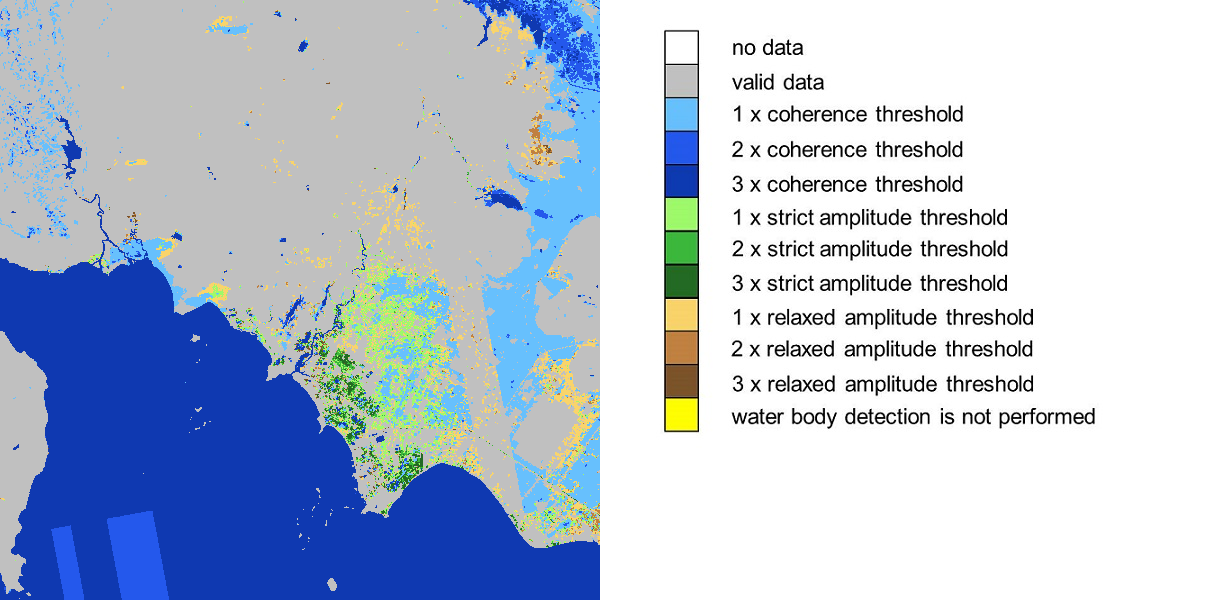 no data
valid data
1 x coherence threshold
2 x coherence threshold
3 x coherence threshold
1 x strict amplitude threshold
2 x strict amplitude threshold
3 x strict amplitude threshold
1 x relaxed amplitude threshold
2 x relaxed amplitude threshold
3 x relaxed amplitude threshold
water body detection is not performed